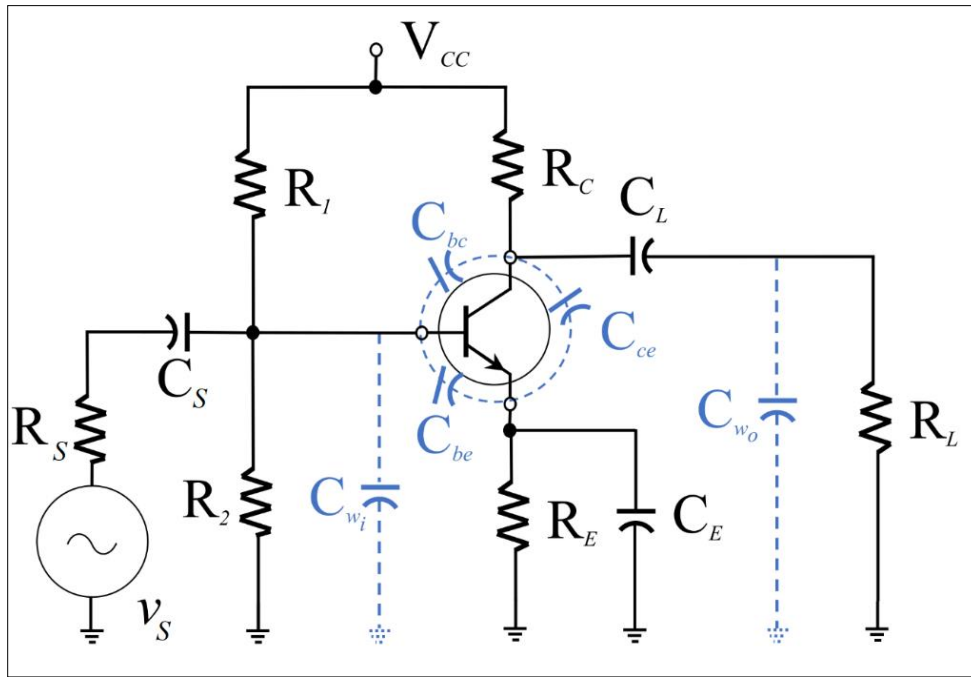 V_CC
R_1
R_C
C_L
C_bc
C_ce
C_S
R_S
C_be
C_wo
R_L
R_2
C_wi
R_E
C_E
v_S